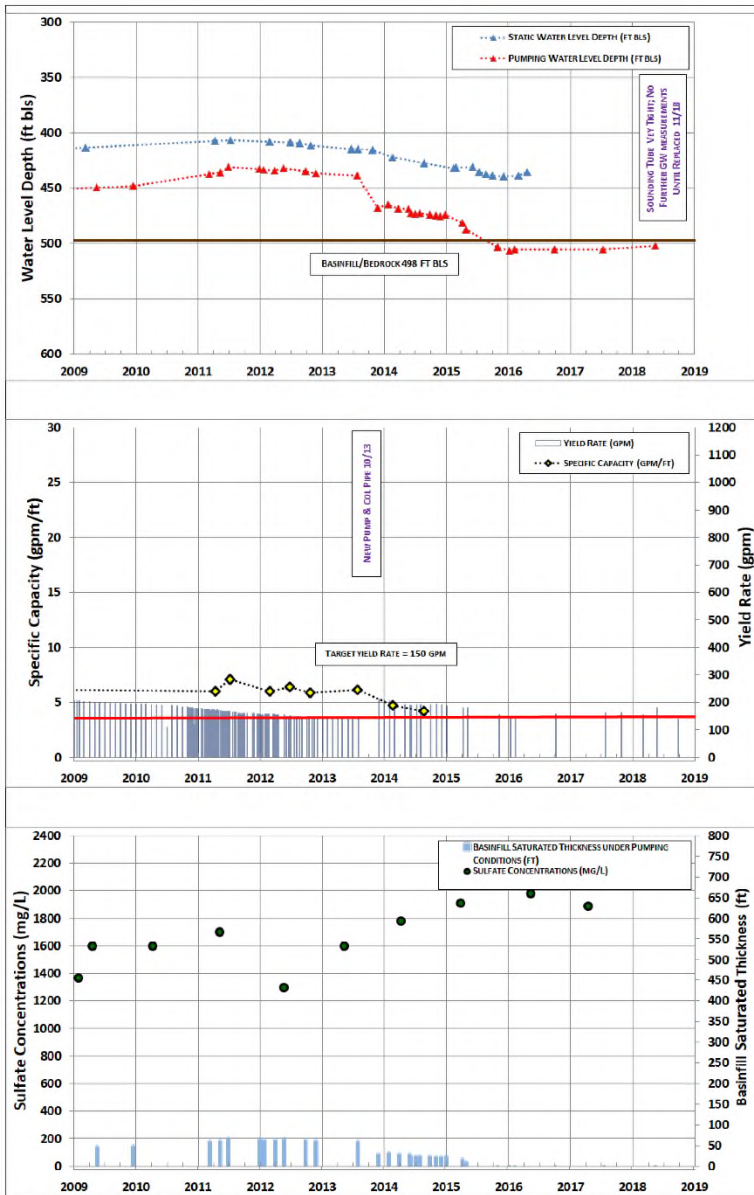 300
350
400
450
500
550
600
Water Level Depth (ft bls)
STATIC WATER LEVEL DEPTH (FT BLS)
PUMPING WATER LEVEL DEPTH (FT BLS)
SOUNDING TUBE VEY TIGHT; NO
FURTHER GW MEASUREMENTS
UNTIL REPLACED 11/18
BASINFILL/BEDROCK 498 FT BLS
2009 2010 2011 2012 2013 2014 2015 2016 2017 2018 2019
30
25
20
15
10
5
0
Specific Capacity (gpm/ft)
YIELD RATE (GPM)
SPECIFIC CAPACITY (GPM/FT)
NEW PUMP & COL PIPE 10/13
TARGET YIELD RATE = 150 GPM
1200
1100
1000
900
800
700
600
500
400
300
200
100
0
Yield Rate (gpm)
2009 2010 2011 2012 2013 2014 2015 2016 2017 2018 2019
2400
2200
2000
1800
1600
1400
1200
1000
800
600
400
200
0
Sulfate Concentrations (mg/L)
BASINFILL SATURATED THICKNESS UNDER PUMPING
CONDITIONS (FT)
SULFATE CONCENTRATIONS (MG/L)
800
750
700
650
600
550
500
450
400
350
300
250
200
150
100
50
0
Basinfill Saturated Thickness (ft)
2009 2010 2011 2012 2013 2014 2015 2016 2017 2018 2019